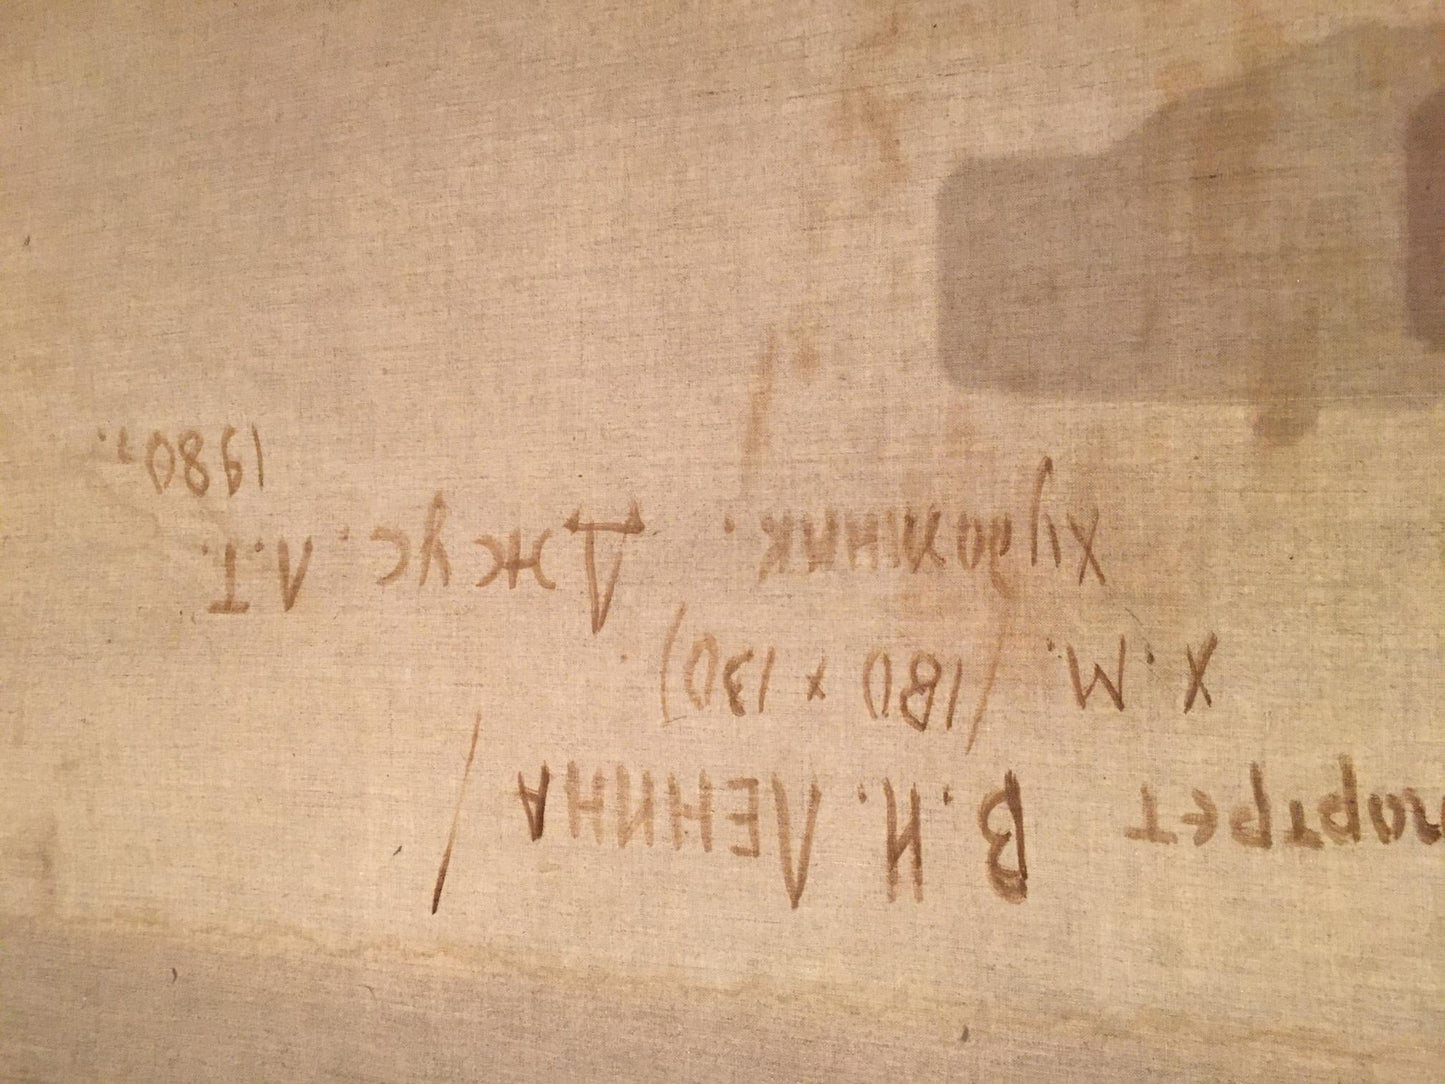 портрет В.И. ЛЕНИНА /
Х.М. /180 х 130)
художник. Джус. Л.Т.
1980 г.